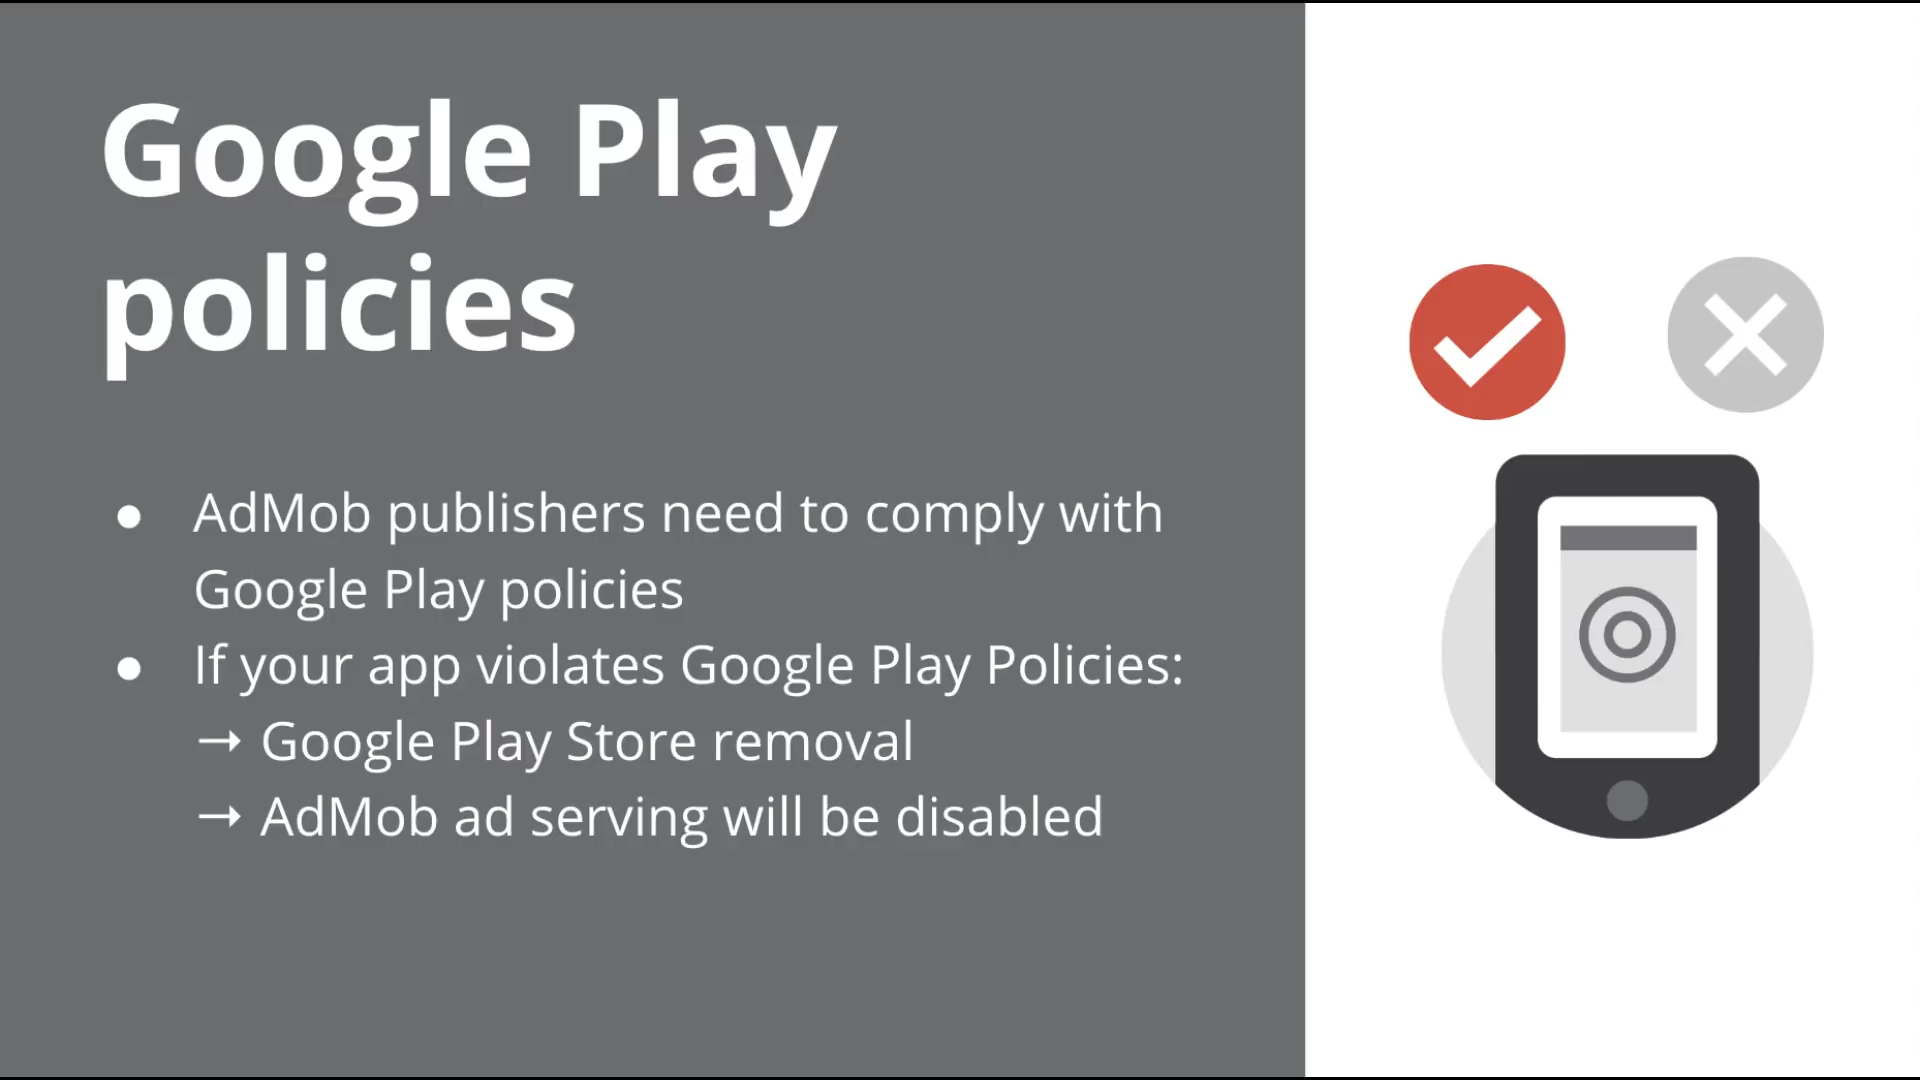 Google Play
policies
● AdMob publishers need to comply with
Google Play policies
● If your app violates Google Play Policies:
→ Google Play Store removal
→ AdMob ad serving will be disabled